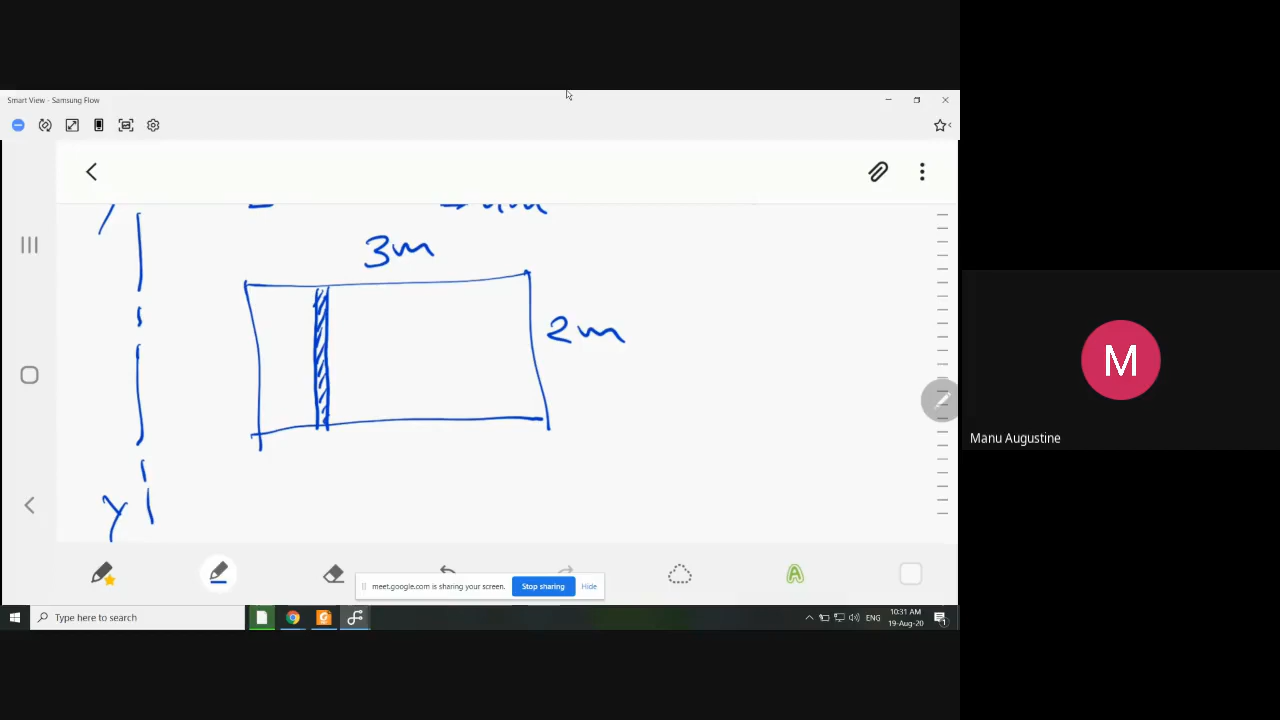 Smart View - Samsung Flow
3m
2m
y
M
Manu Augustine
meet.google.com is sharing your screen.
Stop sharing
Hide
Type here to search
ENG
10:31 AM
19-Aug-20